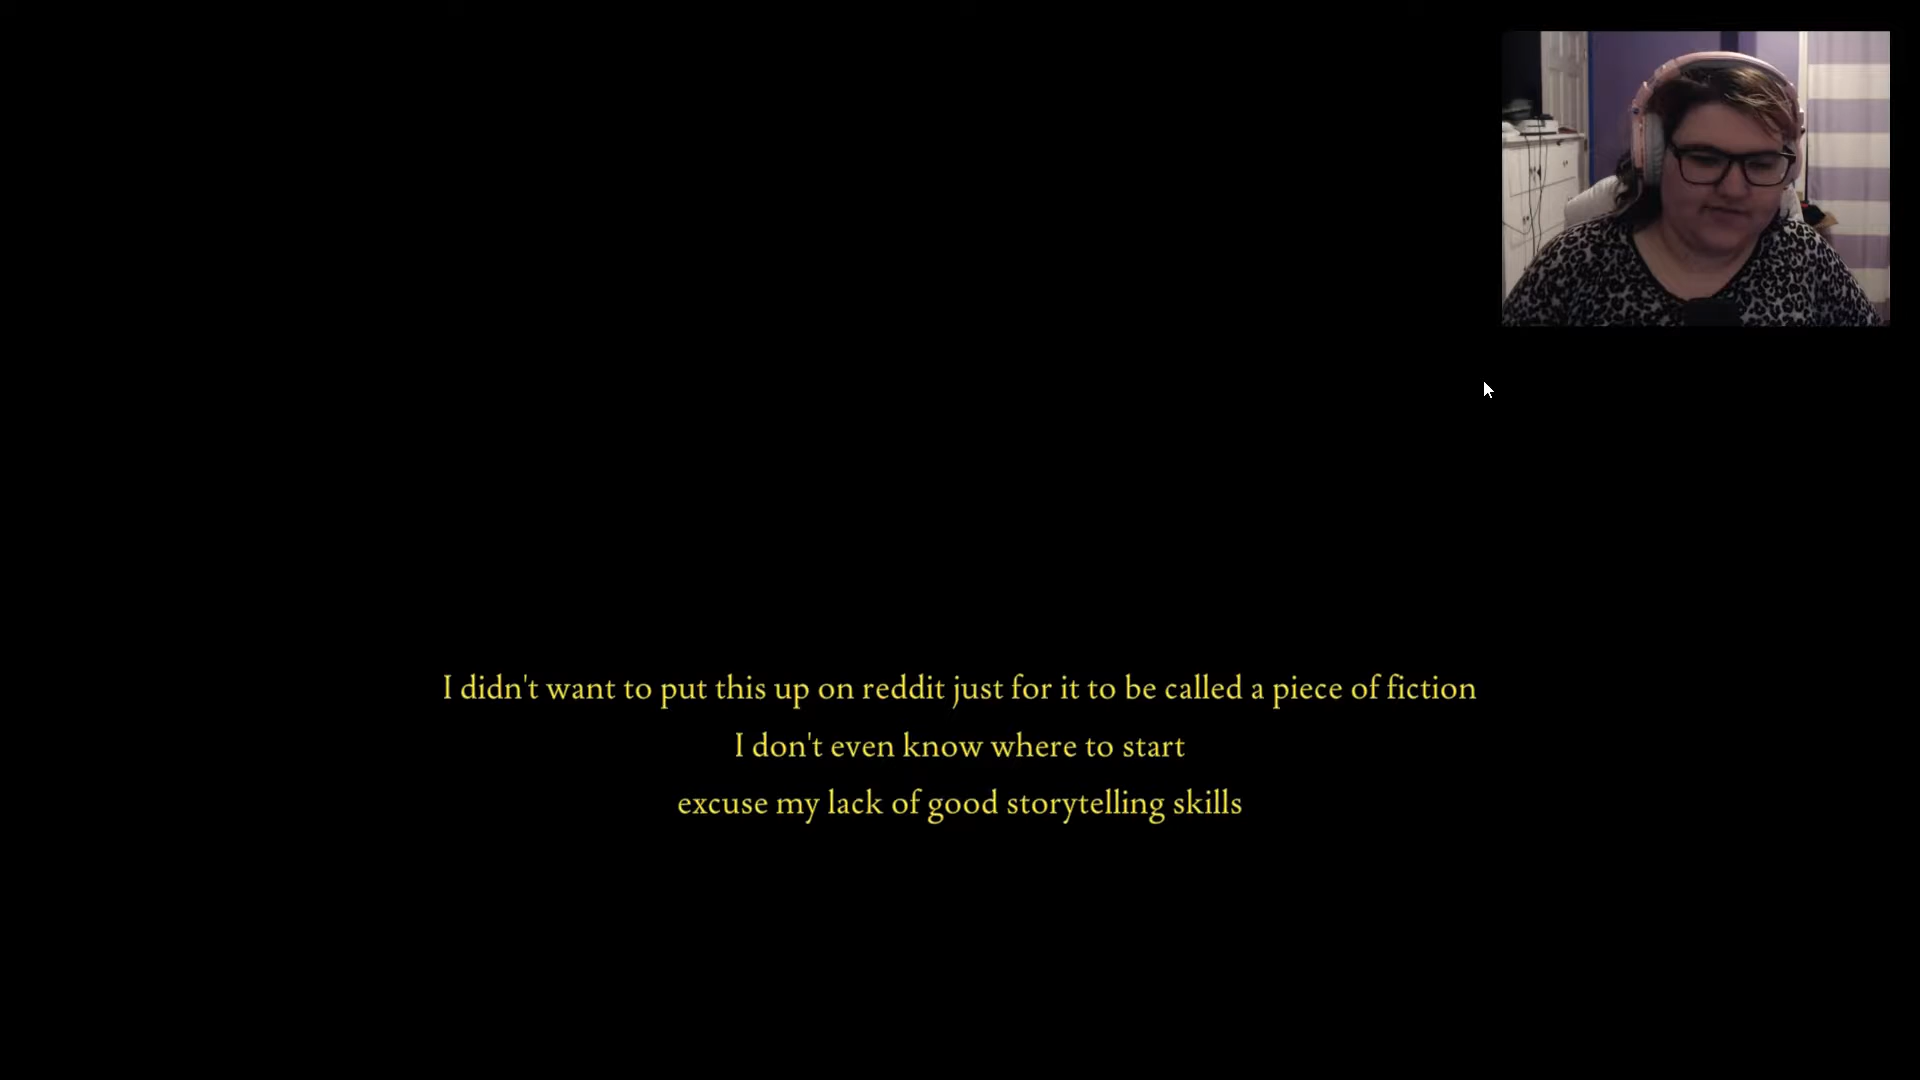 I didn't want to put this up on reddit just for it to be called a piece of fiction
I don't even know where to start
excuse my lack of good storytelling skills